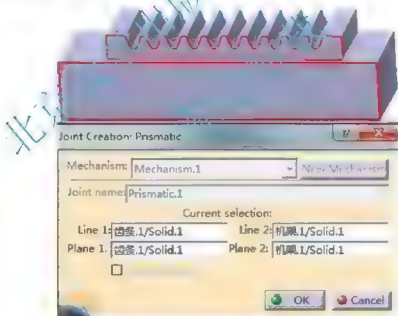 Joint Creation: Prismatic
Mechanism: Mechanism.1 New Mechanism
Joint name: Prismatic.1
Current selection:
Line 1: 齿条.1/Solid.1 Line 2: 机架.1/Solid.1
Plane 1: 齿条.1/Solid.1 Plane 2: 机架.1/Solid.1
OK Cancel